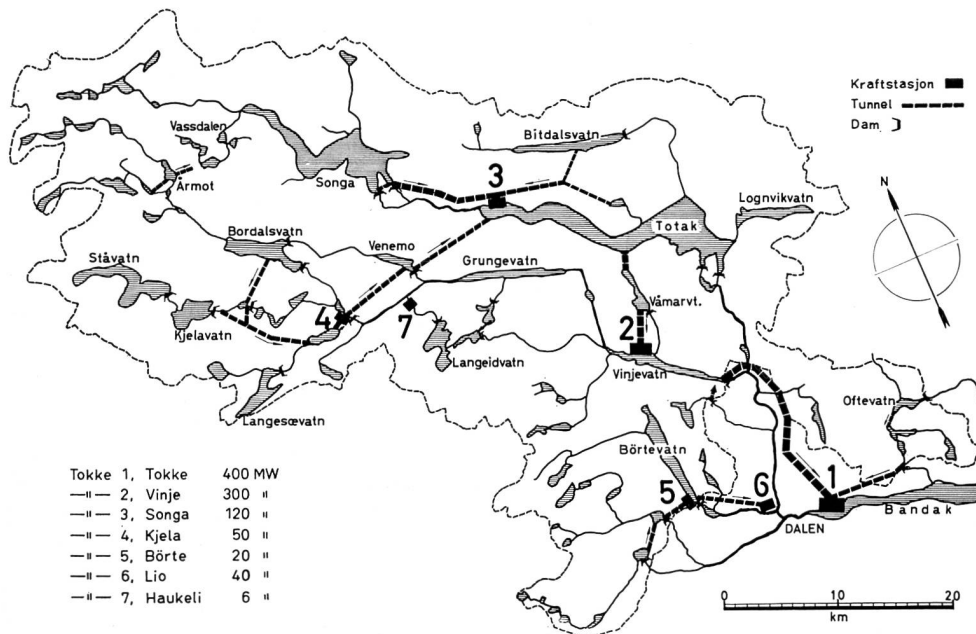 Kraftstasjon
Tunnel
Dam
N
Vassdalen
Bitdalsvatn
Årmot
Songa
3
Lognvikvatn
Totak
Bordalsvatn
Venemo
Ståvatn
Grungevatn
Kjelavatn
4
7
Våmarvt.
2
Langeidvatn
Vinjevatn
Langesœvatn
Oftevatn
Börtevatn
5
6
1
Bandak
DALEN
Tokke 1, Tokke 400 MW
—〃— 2, Vinje 300 〃
—〃— 3, Songa 120 〃
—〃— 4, Kjela 50 〃
—〃— 5, Börte 20 〃
—〃— 6, Lio 40 〃
—〃— 7, Haukeli 6 〃
0 10 20
km